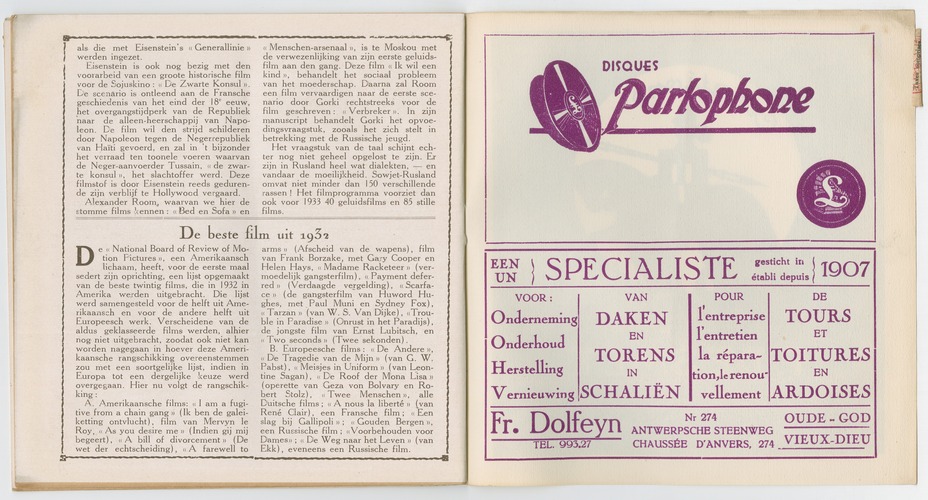 als die met Eisenstein's « Generallinie »
werden ingezet.
Eisenstein is ook nog bezig met den
voorarbeid van een groote historische film
voor de Sojuskino : « De Zwarte Konsul ».
De scenario is ontleend aan de Fransche
geschiedenis van het eind der 18e eeuw,
het overgangstijdperk van de Republiek
naar de alleen-heerschappij van Napo-
leon. De film wil den strijd schilderen
door Napoleon tegen de Negerrepubliek
van Haïti gevoerd, en zal in 't bijzonder
het verraad ten toonele voeren waarvan
de Neger-aanvoerder Tussain, « de zwar-
te konsul », het slachtoffer werd. Deze
filmstof is door Eisenstein reeds geduren-
de zijn verblijf te Hollywood vergaard.
Alexander Room, waarvan we hier de
stomme films kennen : « Bed en Sofa » en
« Menschen-arsenaal », is te Moskou met
de verwezenlijking van zijn eerste geluids-
film aan den gang. Deze film « Ik wil een
kind », behandelt het sociaal probleem
van het moederschap. Daarna zal Room
een film vervaardigen naar de eerste sce-
nario door Gorki rechtstreeks voor de
film geschreven : « Verbreker ». In zijn
manuscript behandelt Gorki het opvoe-
dingsvraagstuk, zooals het zich stelt in
betrekking met de Russische jeugd.
Het vraagstuk van de taal schijnt ech-
ter nog niet geheel opgelost te zijn. Er
zijn in Rusland heel wat dialekten, — en
vandaar de moeilijkheid. Sowjet-Rusland
omvat niet minder dan 150 verschillende
rassen ! Het filmprogramma voorziet dan
ook voor 1933 40 geluidsfilms en 85 stille
films.
De beste film uit 1932
De « National Board of Review of Mo-
tion Pictures », een Amerikaansch
lichaam, heeft, voor de eerste maal
sedert zijn oprichting, een lijst opgemaakt
van de beste twintig films, die in 1932 in
Amerika werden uitgebracht. Die lijst
werd samengesteld voor de helft uit Ame-
rikaansch en voor de andere helft uit
Europeesch werk. Verscheidene van de
aldus geklasseerde films werden, alhier
nog niet uitgebracht, zoodat ook niet kan
worden nagegaan in hoever deze Ameri-
kaansche rangschikking overeenstemmen
zou met een soortgelijke lijst, indien in
Europa tot een dergelijke keuze werd
overgegaan. Hier nu volgt de rangschik-
king :
A. Amerikaansche films: « I am a fugi-
tive from a chain gang » (Ik ben de galei-
ketting ontvlucht), film van Mervyn le
Roy, « As you desire me » (Indien gij mij
begeert), « A bill of divorcement » (De
wet der echtscheiding), « A farewell to
arms » (Afscheid van de wapens), film
van Frank Borzake, met Gary Cooper en
Helen Hays, « Madame Racketeer » (ver-
moedelijk gangsterfilm), « Payment defer-
red » (Verdaagde vergelding), « Scarfa-
ce » (de gangsterfilm van Huword Hu-
ghes, met Paul Muni en Sydney Fox),
« Tarzan » (van W. S. Van Dijke), « Trou-
ble in Paradise » (Onrust in het Paradijs),
de jongste film van Ernst Lubitsch, en
« Two seconds » (Twee sekonden).
B. Europeesche films : « De Andere »,
« De Tragedie van de Mijn » (van G. W.
Pabst), « Meisjes in Uniform » (van Leon-
tine Sagan), « De Roof der Mona Lisa »
(operette van Geza von Bolvary en Ro-
bert Stolz), « Twee Menschen », alle
Duitsche films ; « A nous la liberté » (van
René Clair), een Fransche film ; « Een
slag bij Gallipoli » ; « Gouden Bergen »,
een Russische film ; « Voorbehouden voor
Dames» ; « De Weg naar het Leven » (van
Ekk), eveneens een Russische film.
DISQUES
Parlophone
EEN
UN
SPECIALISTE
gesticht in
établi depuis
1907
VOOR :
Onderneming
Onderhoud
Herstelling
Vernieuwing
VAN
DAKEN
EN
TORENS
IN
SCHALIËN
POUR
l'entreprise
l'entretien
la répara-
tion, le renou-
vellement
DE
TOURS
ET
TOITURES
EN
ARDOISES
Fr. Dolfeyn
TEL. 993,27
Nr 274
ANTWERPSCHE STEENWEG
CHAUSSÉE D'ANVERS, 274
OUDE - GOD
VIEUX-DIEU